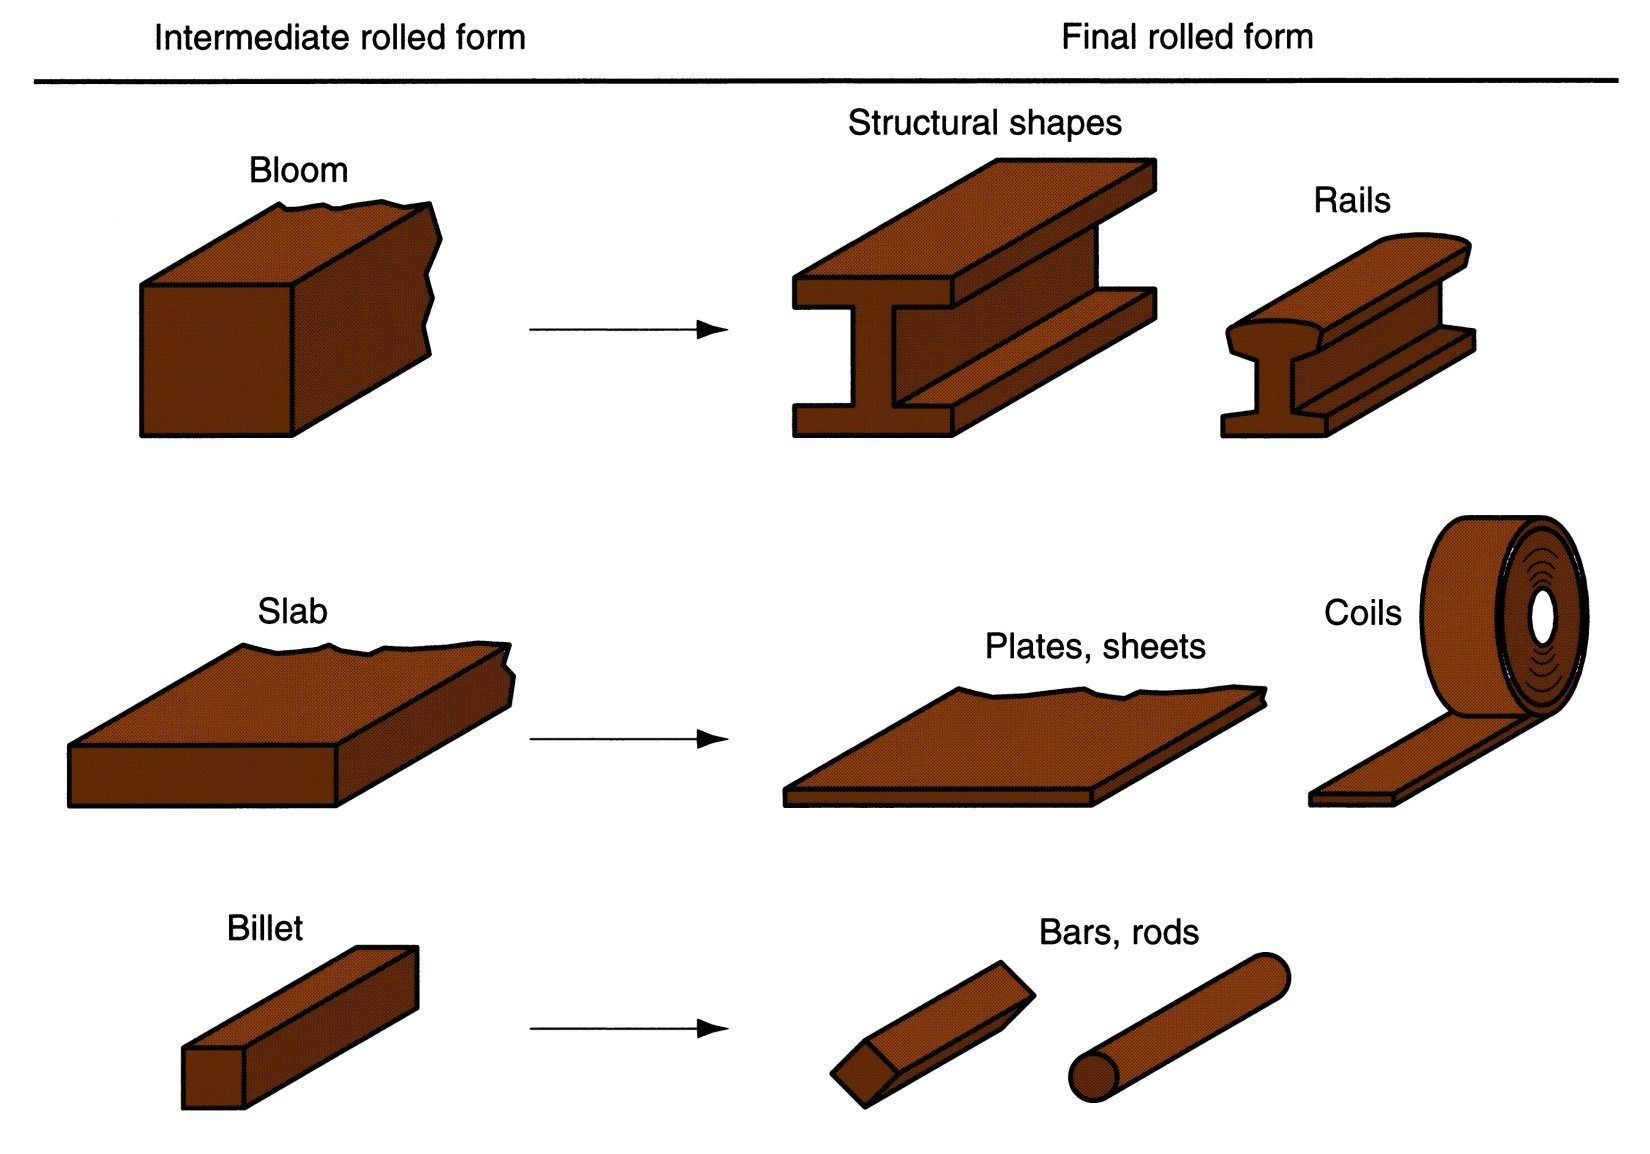 Intermediate rolled form
Final rolled form
Structural shapes
Bloom
Rails
Slab
Plates, sheets
Coils
Billet
Bars, rods